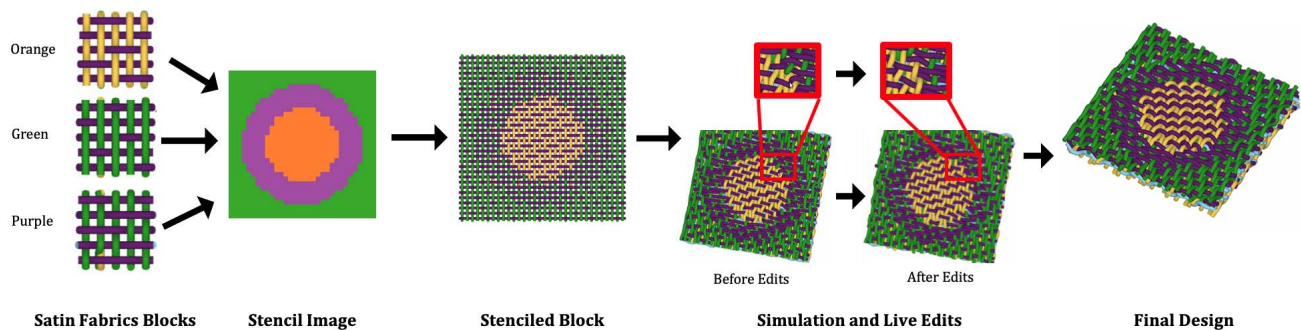 Orange
Green
Purple
Before Edits
After Edits
Satin Fabrics Blocks
Stencil Image
Stenciled Block
Simulation and Live Edits
Final Design